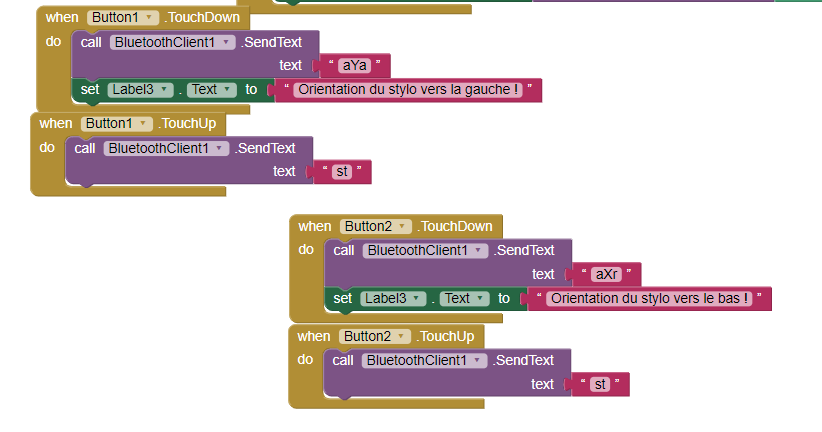 when Button1 .TouchDown
do call BluetoothClient1 .SendText
text " aYa "
set Label3 . Text to " Orientation du stylo vers la gauche ! "
when Button1 .TouchUp
do call BluetoothClient1 .SendText
text " st "
when Button2 .TouchDown
do call BluetoothClient1 .SendText
text " aXr "
set Label3 . Text to " Orientation du stylo vers le bas ! "
when Button2 .TouchUp
do call BluetoothClient1 .SendText
text " st "